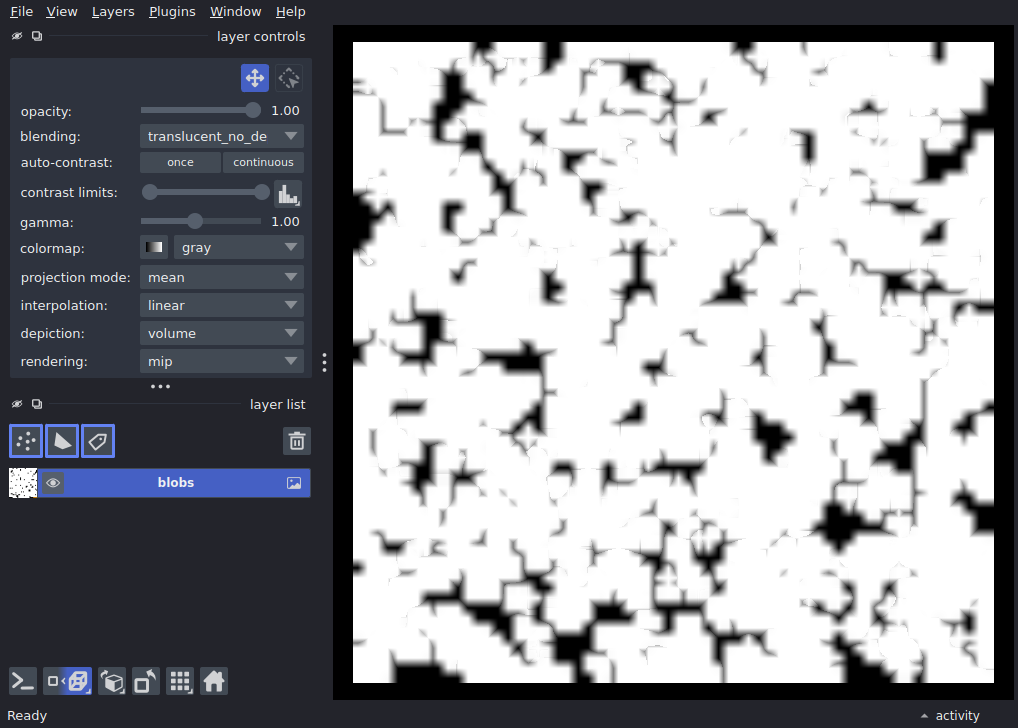 File View Layers Plugins Window Help
layer controls
opacity: 1.00
blending: translucent_no_de
auto-contrast: once continuous
contrast limits:
gamma: 1.00
colormap: gray
projection mode: mean
interpolation: linear
depiction: volume
rendering: mip
layer list
blobs
Ready activity